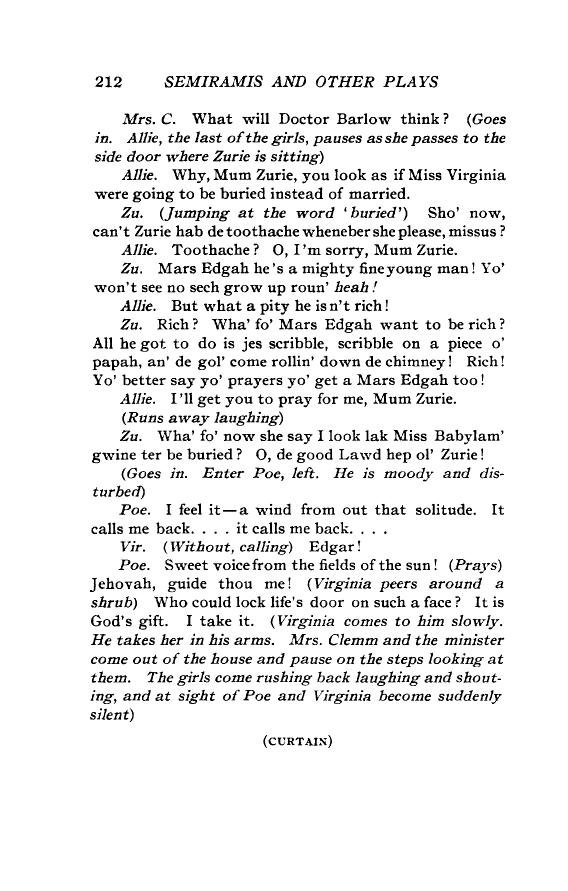 212 SEMIRAMIS AND OTHER PLAYS
Mrs. C. What will Doctor Barlow think? (Goes
in. Allie, the last of the girls, pauses as she passes to the
side door where Zurie is sitting)
Allie. Why, Mum Zurie, you look as if Miss Virginia
were going to be buried instead of married.
Zu. (Jumping at the word 'buried') Sho' now,
can't Zurie hab de toothache wheneber she please, missus?
Allie. Toothache? O, I'm sorry, Mum Zurie.
Zu. Mars Edgah he's a mighty fine young man! Yo'
won't see no sech grow up roun' heah!
Allie. But what a pity he isn't rich!
Zu. Rich? Wha' fo' Mars Edgah want to be rich?
All he got to do is jes scribble, scribble on a piece o'
papah, an' de gol' come rollin' down de chimney! Rich!
Yo' better say yo' prayers yo' get a Mars Edgah too!
Allie. I'll get you to pray for me, Mum Zurie.
(Runs away laughing)
Zu. Wha' fo' now she say I look lak Miss Babylam'
gwine ter be buried? O, de good Lawd hep ol' Zurie!
(Goes in. Enter Poe, left. He is moody and dis-
turbed)
Poe. I feel it—a wind from out that solitude. It
calls me back. . . . it calls me back. . . .
Vir. (Without, calling) Edgar!
Poe. Sweet voice from the fields of the sun! (Prays)
Jehovah, guide thou me! (Virginia peers around a
shrub) Who could lock life's door on such a face? It is
God's gift. I take it. (Virginia comes to him slowly.
He takes her in his arms. Mrs. Clemm and the minister
come out of the house and pause on the steps looking at
them. The girls come rushing back laughing and shout-
ing, and at sight of Poe and Virginia become suddenly
silent)
(CURTAIN)